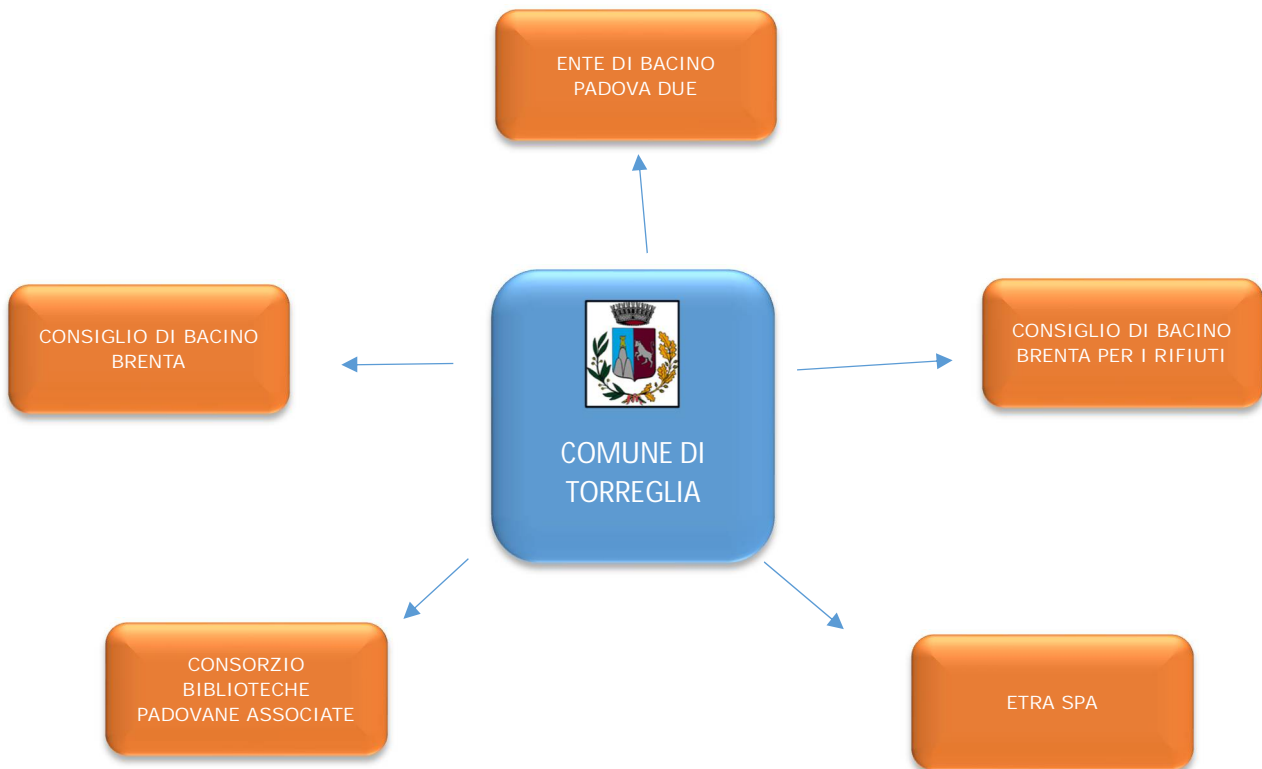 ENTE DI BACINO
PADOVA DUE
CONSIGLIO DI BACINO
BRENTA
CONSIGLIO DI BACINO
BRENTA PER I RIFIUTI
COMUNE DI
TORREGLIA
CONSORZIO
BIBLIOTECHE
PADOVANE ASSOCIATE
ETRA SPA